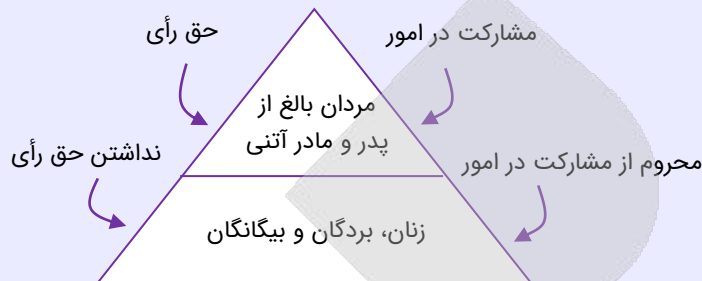 مشارکت در امور
حق رأی
مردان بالغ از
پدر و مادر آتنی
محروم از مشارکت در امور
نداشتن حق رأی
زنان، بردگان و بیگانگان